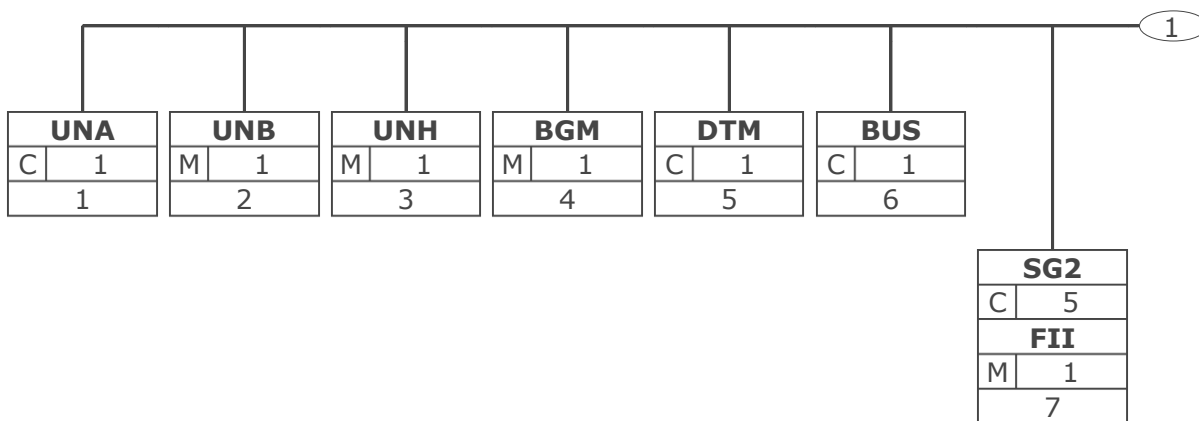 1
UNA UNB UNH BGM DTM BUS
C 1 M 1 M 1 M 1 C 1 C 1
1 2 3 4 5 6
SG2
C 5
FII
M 1
7